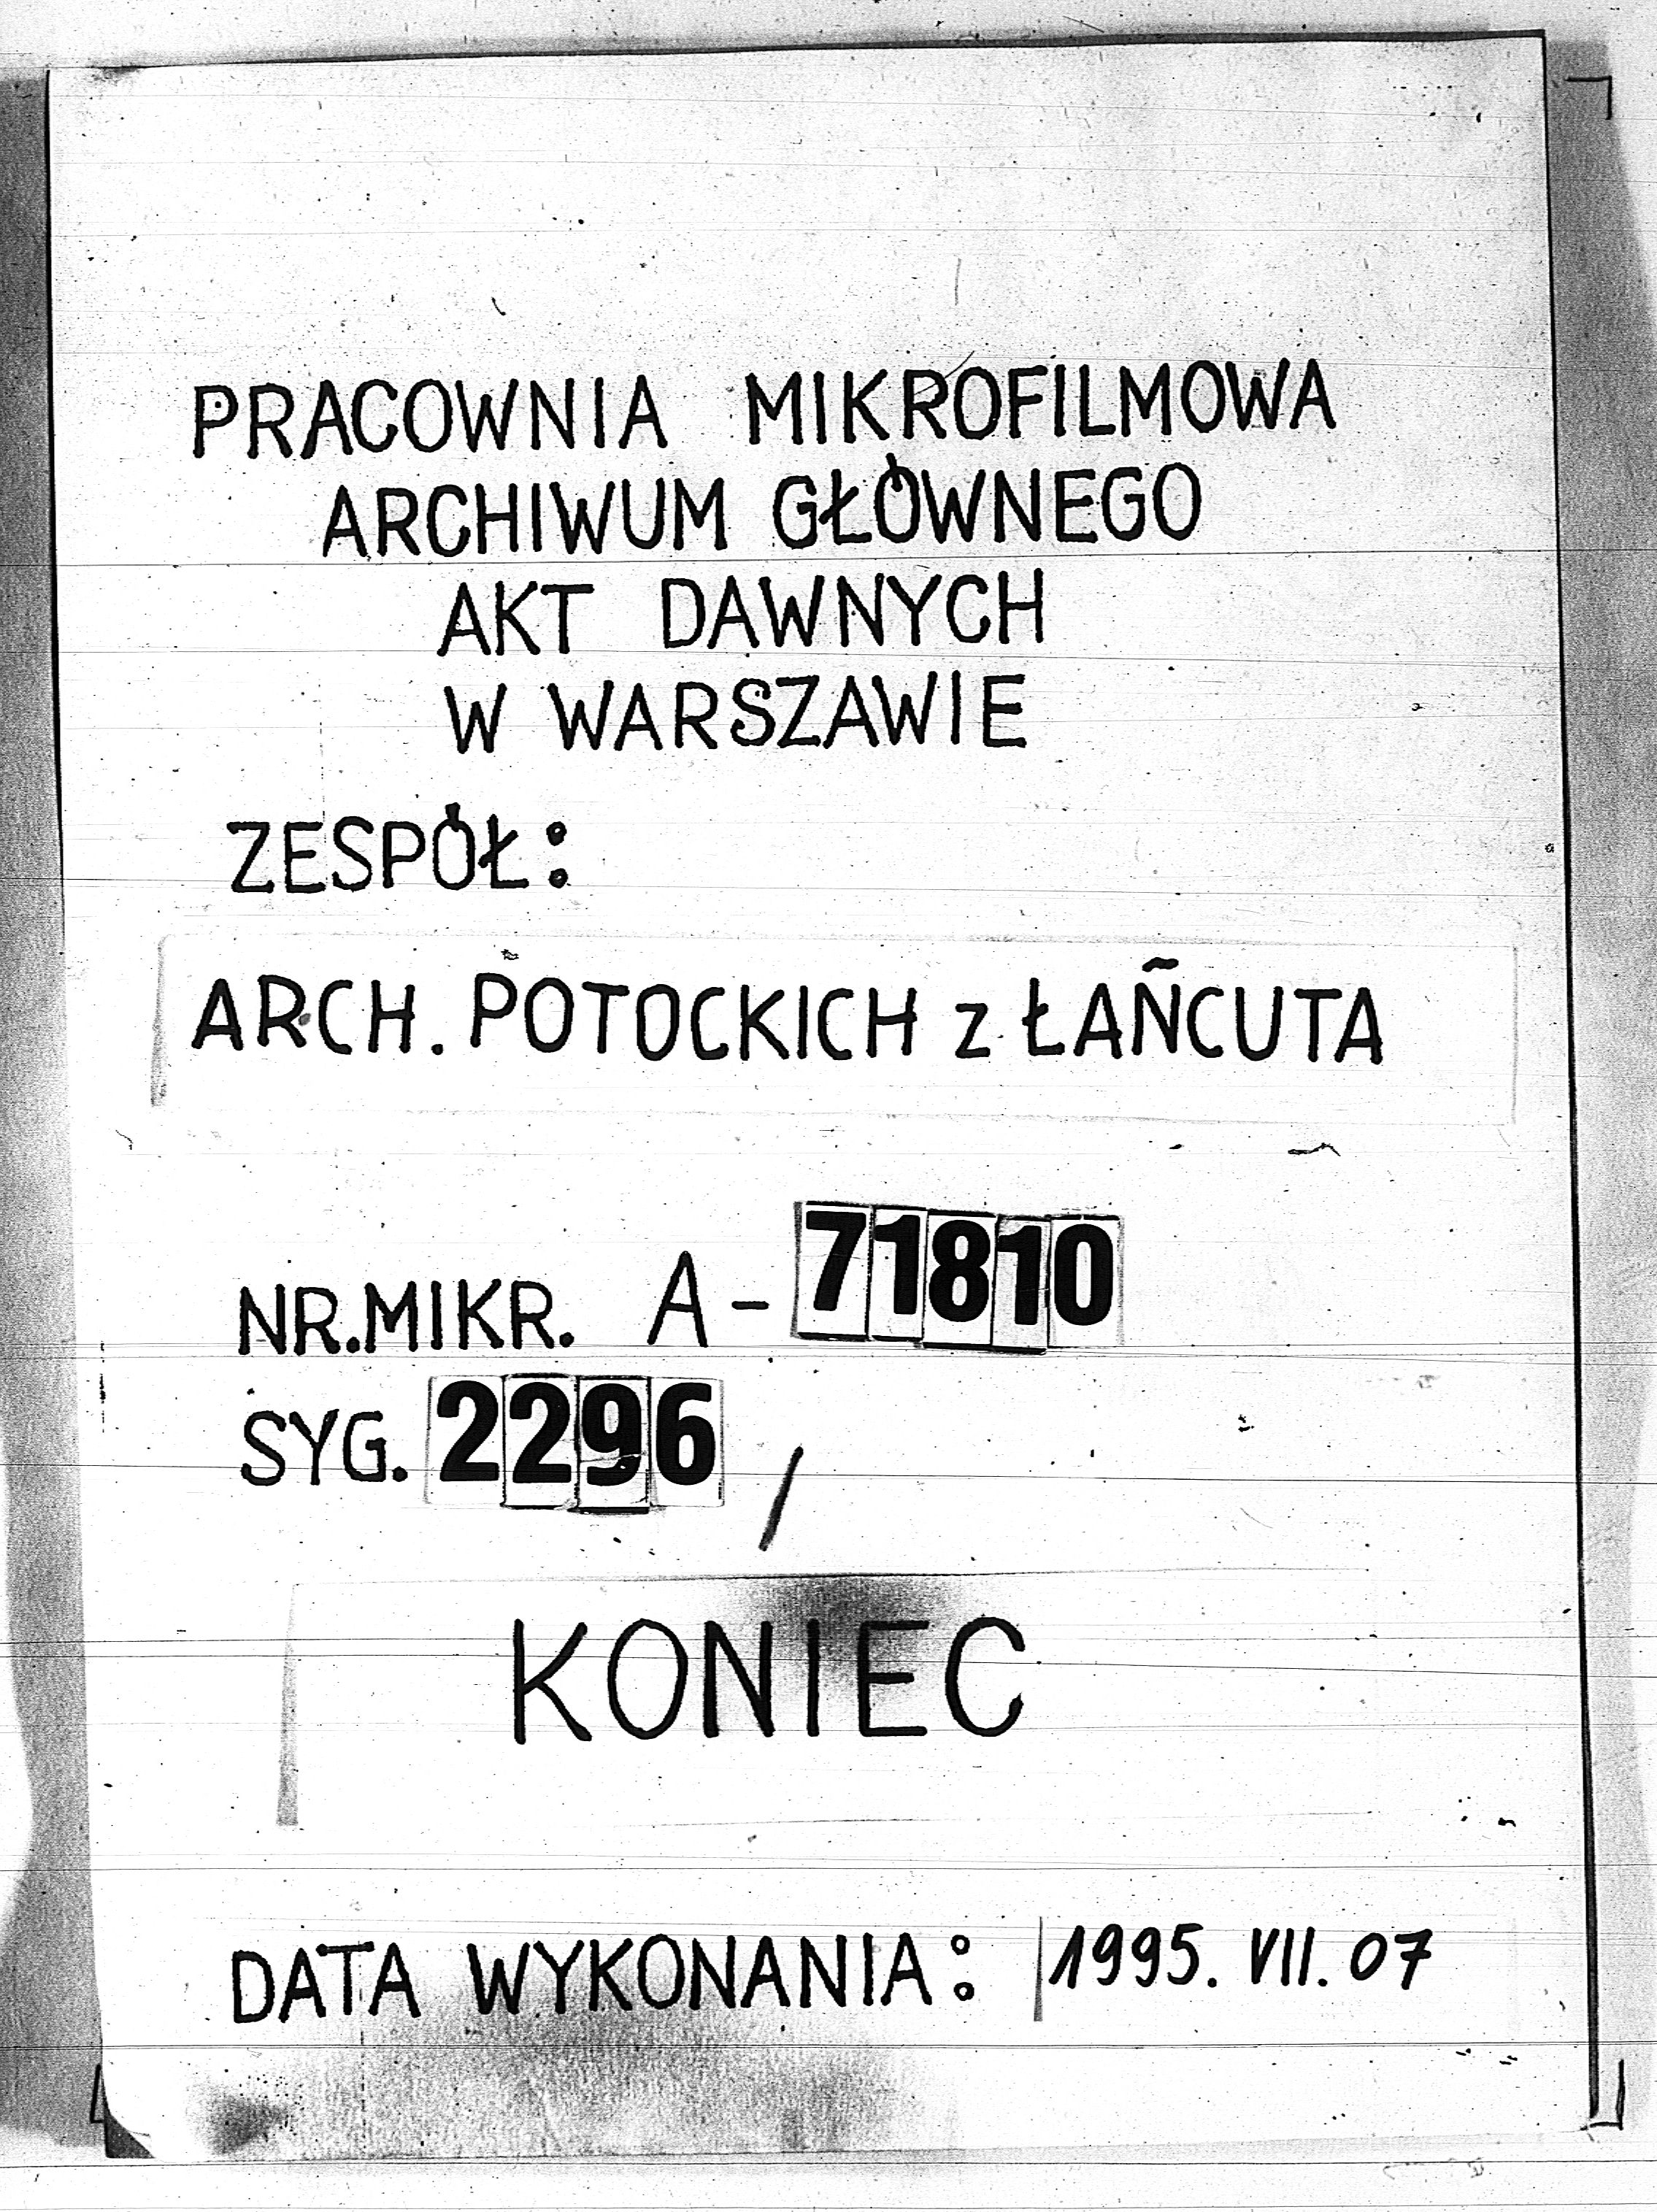 PRACOWNIA MIKROFILMOWA
ARCHIWUM GŁÓWNEGO
AKT DAWNYCH
W WARSZAWIE
ZESPÓŁ:
ARCH. POTOCKICH z ŁAŃCUTA
NR.MIKR. A-71810
SYG. 2296 /
KONIEC
DATA WYKONANIA: 1995. VII. 07